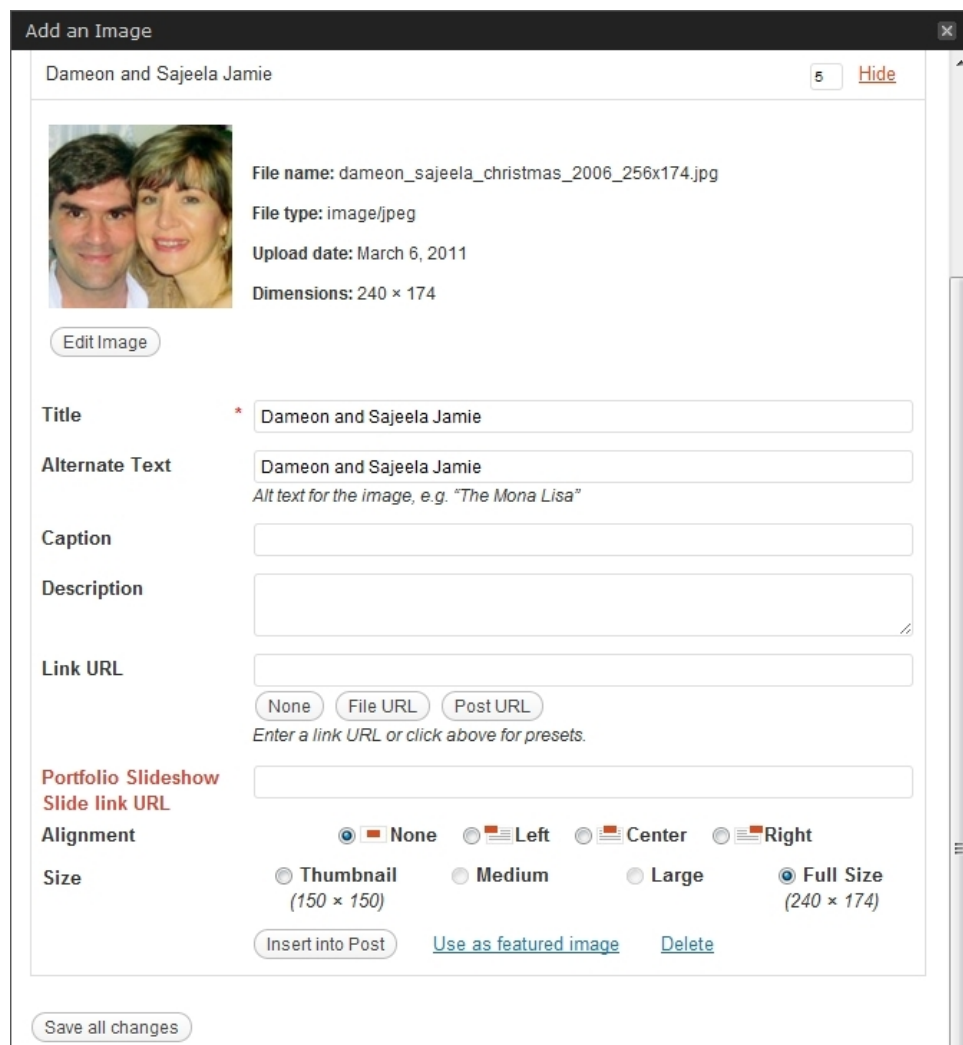 Add an Image
Dameon and Sajeela Jamie 5 Hide
File name: dameon_sajeela_christmas_2006_256x174.jpg
File type: image/jpeg
Upload date: March 6, 2011
Dimensions: 240 × 174
Edit Image
Title * Dameon and Sajeela Jamie
Alternate Text Dameon and Sajeela Jamie
Alt text for the image, e.g. “The Mona Lisa”
Caption
Description
Link URL
None File URL Post URL
Enter a link URL or click above for presets.
Portfolio Slideshow
Slide link URL
Alignment None Left Center Right
Size Thumbnail Medium Large Full Size
(150 × 150) (240 × 174)
Insert into Post Use as featured image Delete
Save all changes